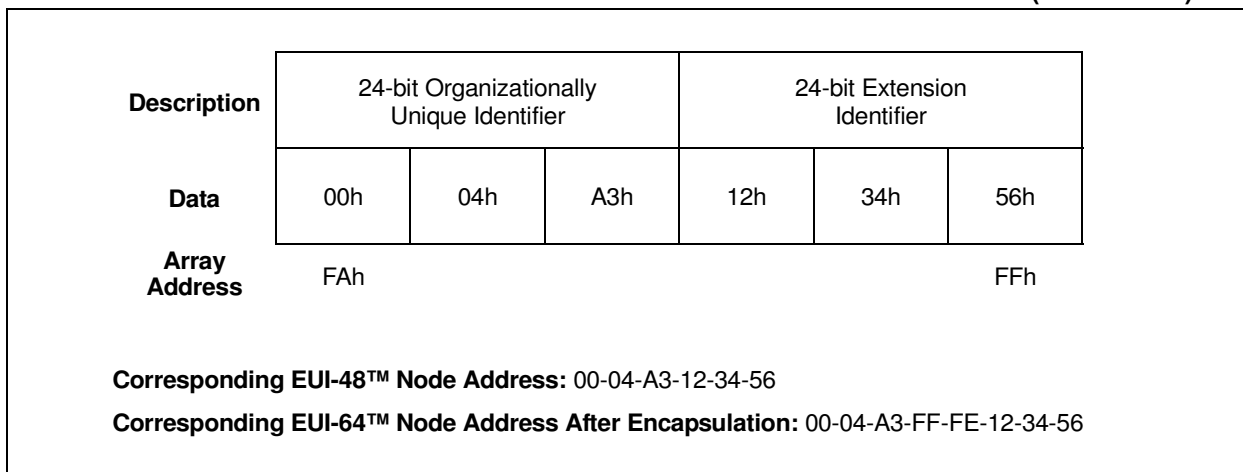 Description
24-bit Organizationally
Unique Identifier
24-bit Extension
Identifier
Data
00h 04h A3h 12h 34h 56h
Array
Address
FAh FFh
Corresponding EUI-48™ Node Address: 00-04-A3-12-34-56
Corresponding EUI-64™ Node Address After Encapsulation: 00-04-A3-FF-FE-12-34-56